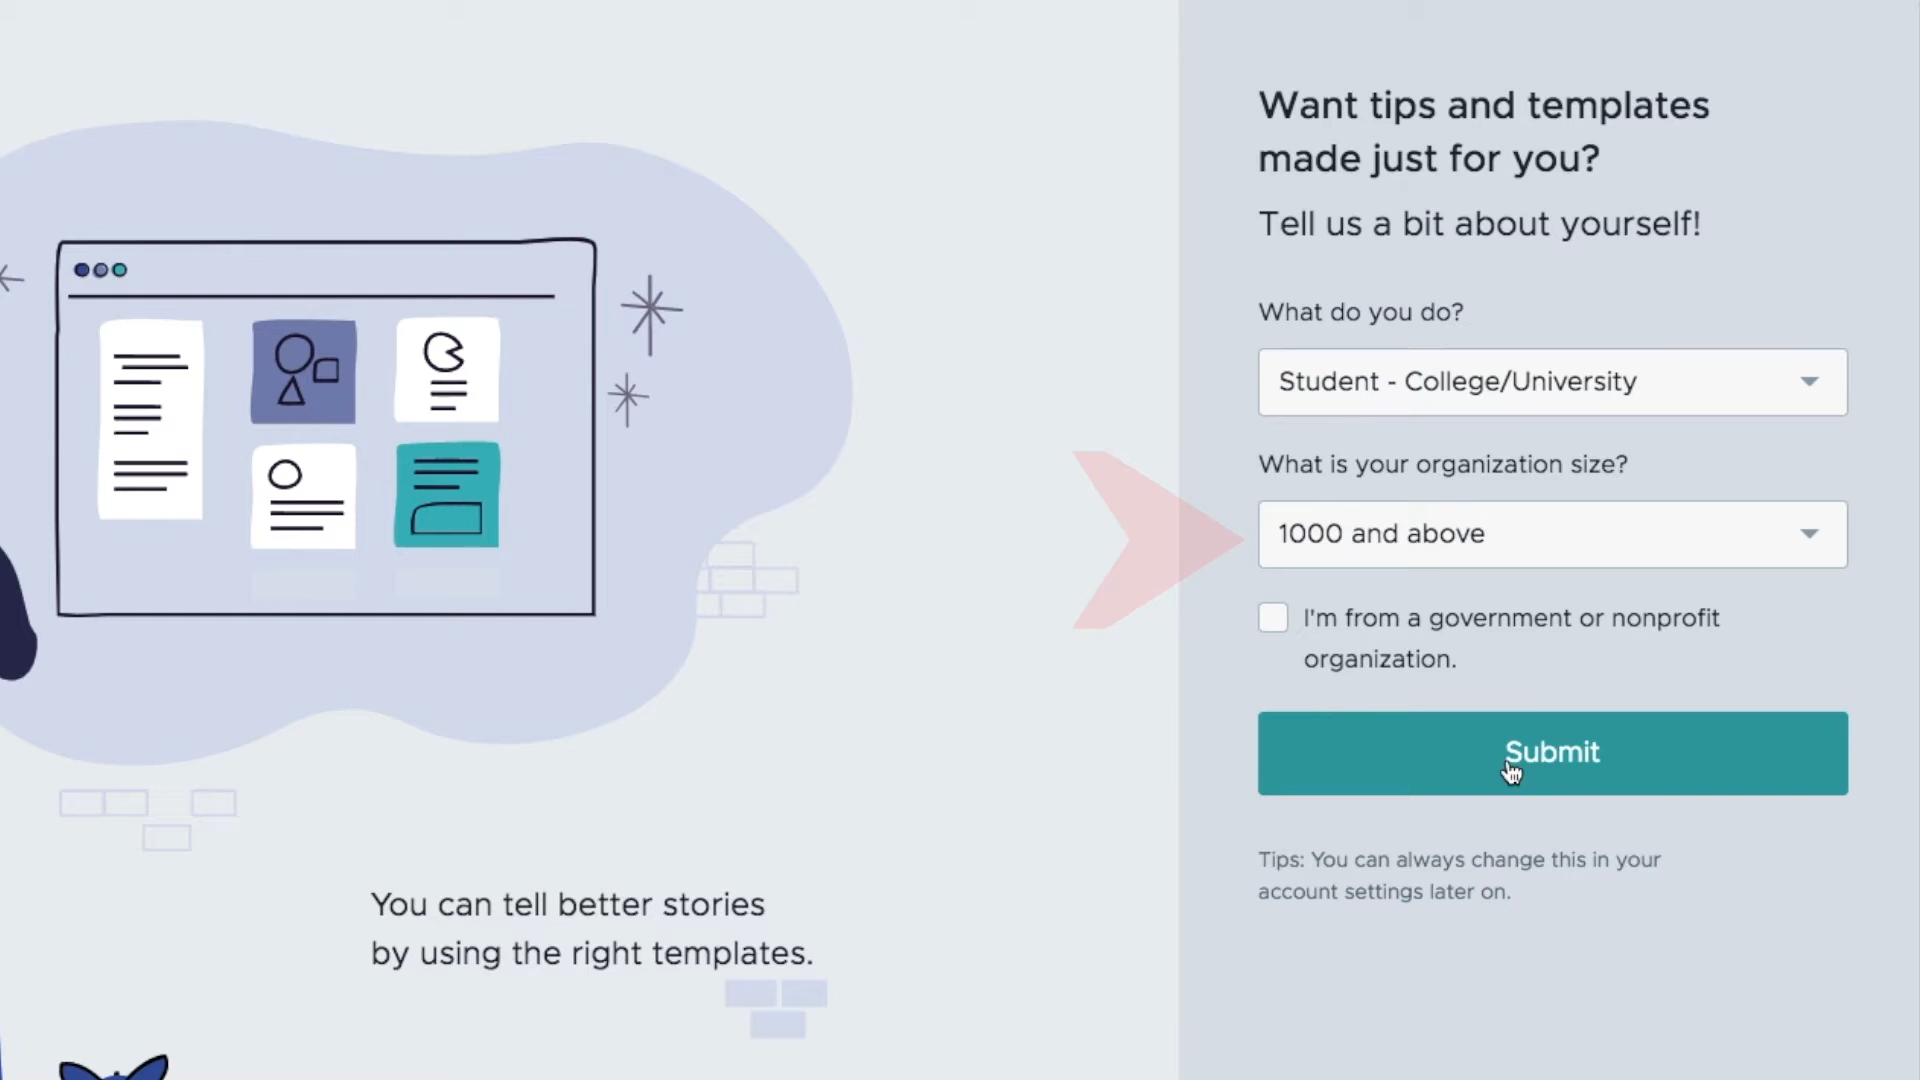 Want tips and templates
made just for you?
Tell us a bit about yourself!
What do you do?
Student - College/University
What is your organization size?
1000 and above
I'm from a government or nonprofit
organization.
Submit
Tips: You can always change this in your
account settings later on.
You can tell better stories
by using the right templates.